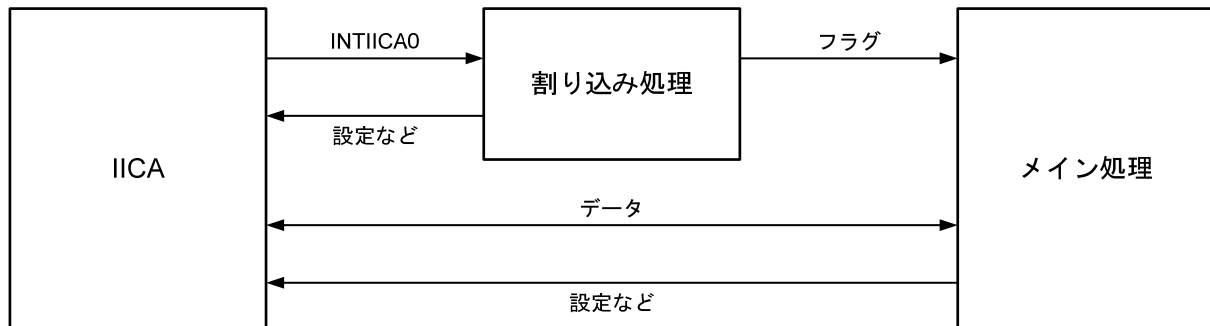 INTIICA0
フラグ
割り込み処理
設定など
IICA
メイン処理
データ
設定など